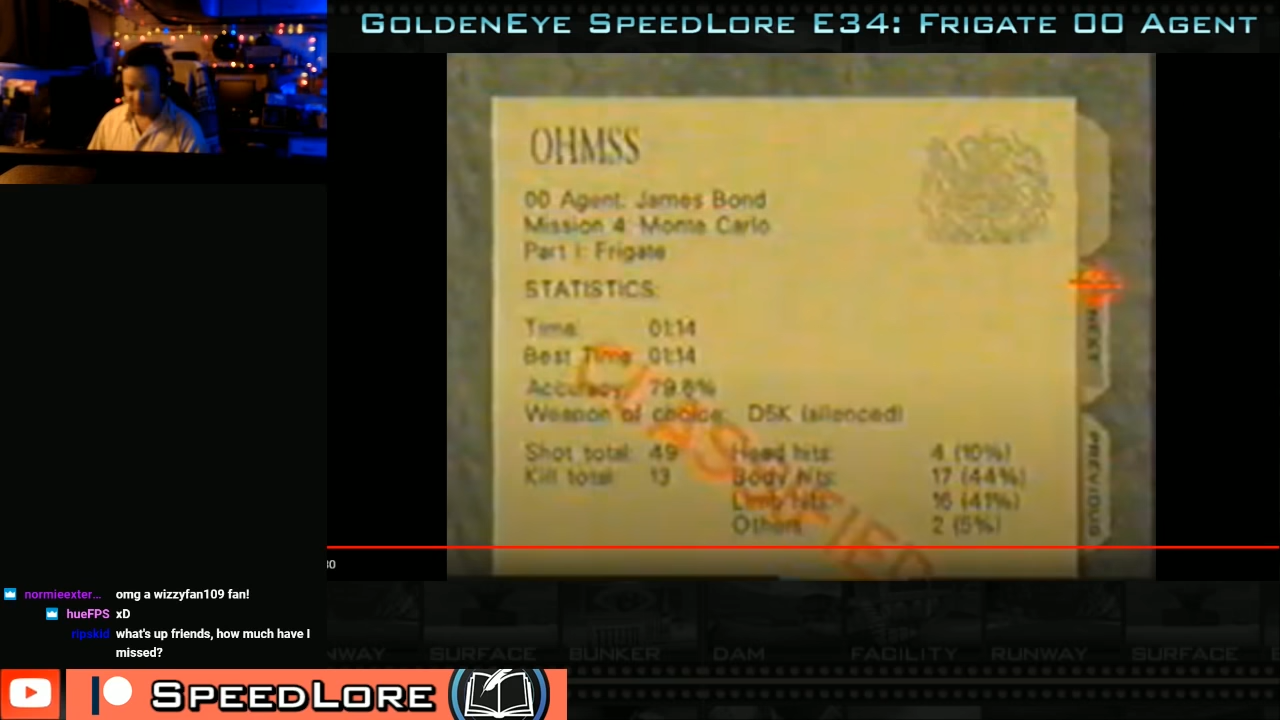 GOLDENEYE SPEEDLORE E34: FRIGATE 00 AGENT
OHMSS
00 Agent: James Bond
Mission 4: Monte Carlo
Part I: Frigate
STATISTICS:
Time: 01:14
Best Time: 01:14
Accuracy: 79.6%
Weapon of choice: D5K (silenced)
Shot total: 49 Head hits: 4 (10%)
Kill total: 13 Body hits: 17 (44%)
Limb hits: 16 (41%)
Others: 2 (5%)
CLASSIFIED
NEXT
PREVIOUS
normieexter... omg a wizzyfan109 fan!
hueFPS xD
ripskid what's up friends, how much have I
missed?
SURFACE BUNKER DAM FACILITY RUNWAY SURFACE
SPEEDLORE